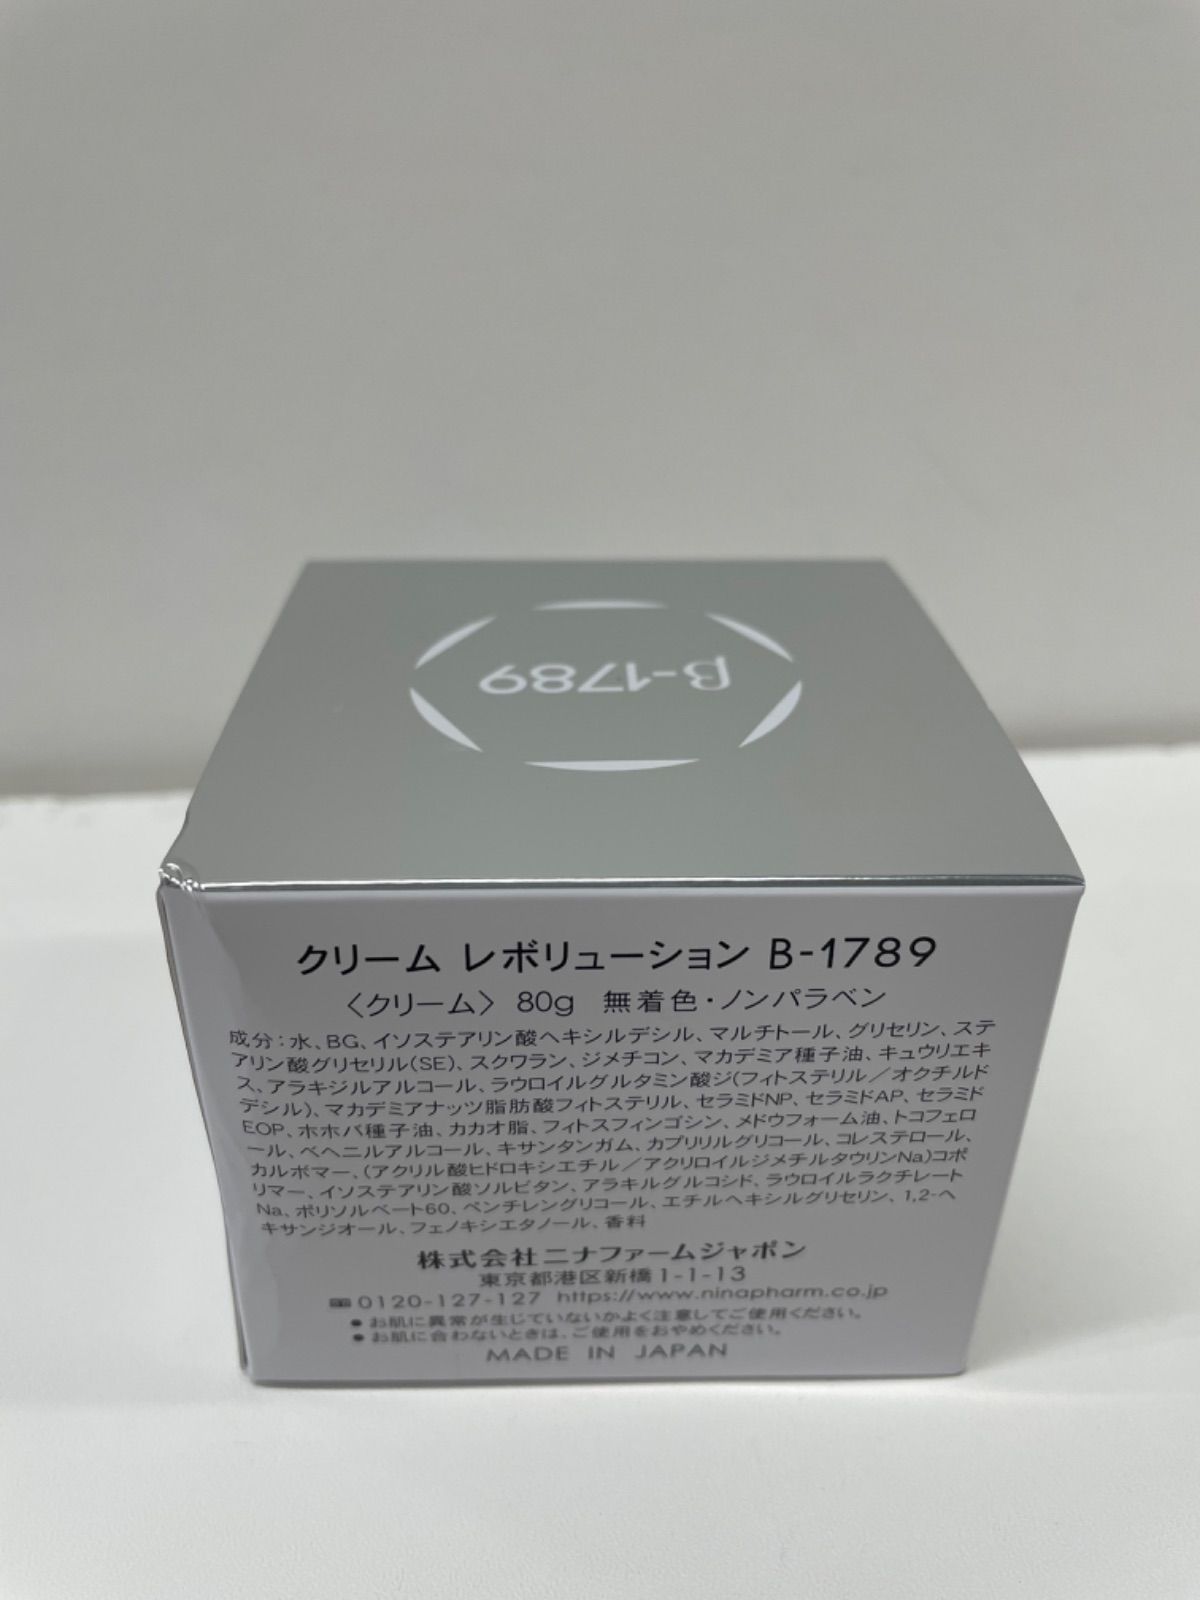 β-1789
クリーム レボリューション B-1789
〈クリーム〉 80g 無着色・ノンパラベン
成分：水、BG、イソステアリン酸ヘキシルデシル、マルチトール、グリセリン、ステ
アリン酸グリセリル(SE)、スクワラン、ジメチコン、マカデミア種子油、キュウリエキ
ス、アラキジルアルコール、ラウロイルグルタミン酸ジ(フィトステリル／オクチルド
デシル)、マカデミアナッツ脂肪酸フィトステリル、セラミドNP、セラミドAP、セラミド
EOP、ホホバ種子油、カカオ脂、フィトスフィンゴシン、メドウフォーム油、トコフェロ
ール、ベヘニルアルコール、キサンタンガム、カプリリルグリコール、コレステロール、
カルボマー、(アクリル酸ヒドロキシエチル／アクリロイルジメチルタウリンNa)コポ
リマー、イソステアリン酸ソルビタン、アラキルグルコシド、ラウロイルラクチレート
Na、ポリソルベート60、ペンチレングリコール、エチルヘキシルグリセリン、1,2-ヘ
キサンジオール、フェノキシエタノール、香料
株式会社ニナファームジャポン
東京都港区新橋1-1-13
0120-127-127 https://www.ninapharm.co.jp
● お肌に異常が生じていないかよく注意してご使用ください。
● お肌に合わないときは、ご使用をおやめください。
MADE IN JAPAN